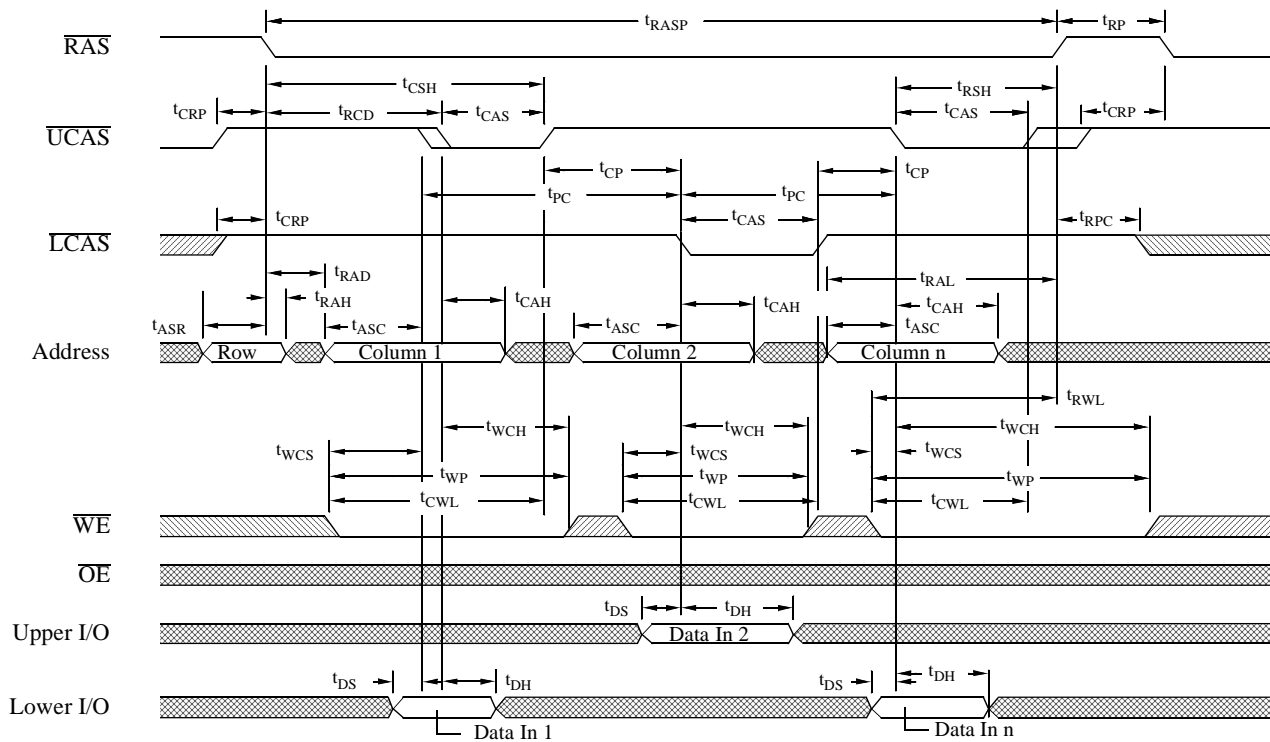 tRASP tRP
RAS
tCSH tRSH
tCRP tRCD tCAS tCAS tCRP
UCAS
tCP tCP
tPC tPC
tCRP tCAS tRPC
LCAS
tRAD tRAL
tRAH tCAH tCAH tCAH
tASR tASC tASC tASC
Address Row Column 1 Column 2 Column n
tRWL
tWCH tWCH tWCH
tWCS tWCS tWCS
tWP tWP tWP
tCWL tCWL tCWL
WE
OE
tDS tDH
Upper I/O Data In 2
tDS tDH tDS tDH
Lower I/O
Data In 1 Data In n